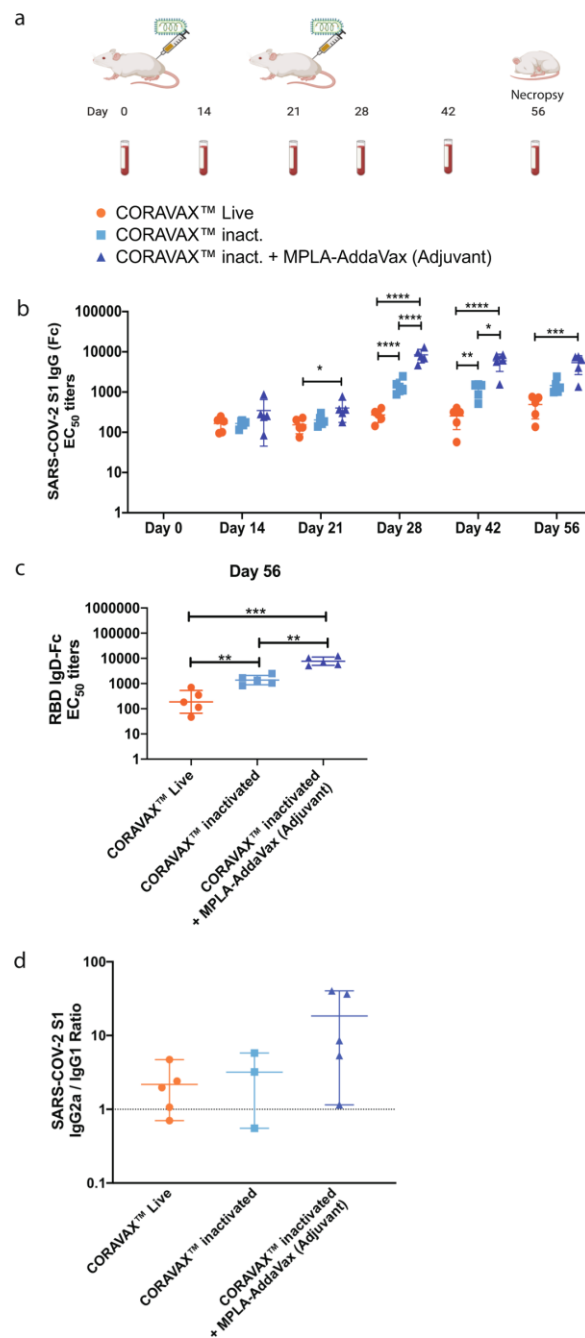 a
Necropsy
Day 0 14 21 28 42 56
CORAVAX™ Live
CORAVAX™ inact.
CORAVAX™ inact. + MPLA-AddaVax (Adjuvant)
b
SARS-COV-2 S1 IgG (Fc)
EC50 titers
100000
10000
1000
100
10
1
*
****
****
****
****
**
*
***
Day 0 Day 14 Day 21 Day 28 Day 42 Day 56
c
Day 56
RBD IgD-Fc
EC50 titers
1000000
100000
10000
1000
100
10
1
***
**
**
CORAVAX™ Live
CORAVAX™ inactivated
CORAVAX™ inactivated
+ MPLA-AddaVax (Adjuvant)
d
SARS-COV-2 S1
IgG2a / IgG1 Ratio
100
10
1
0.1
CORAVAX™ Live
CORAVAX™ inactivated
CORAVAX™ inactivated
+ MPLA-AddaVax (Adjuvant)